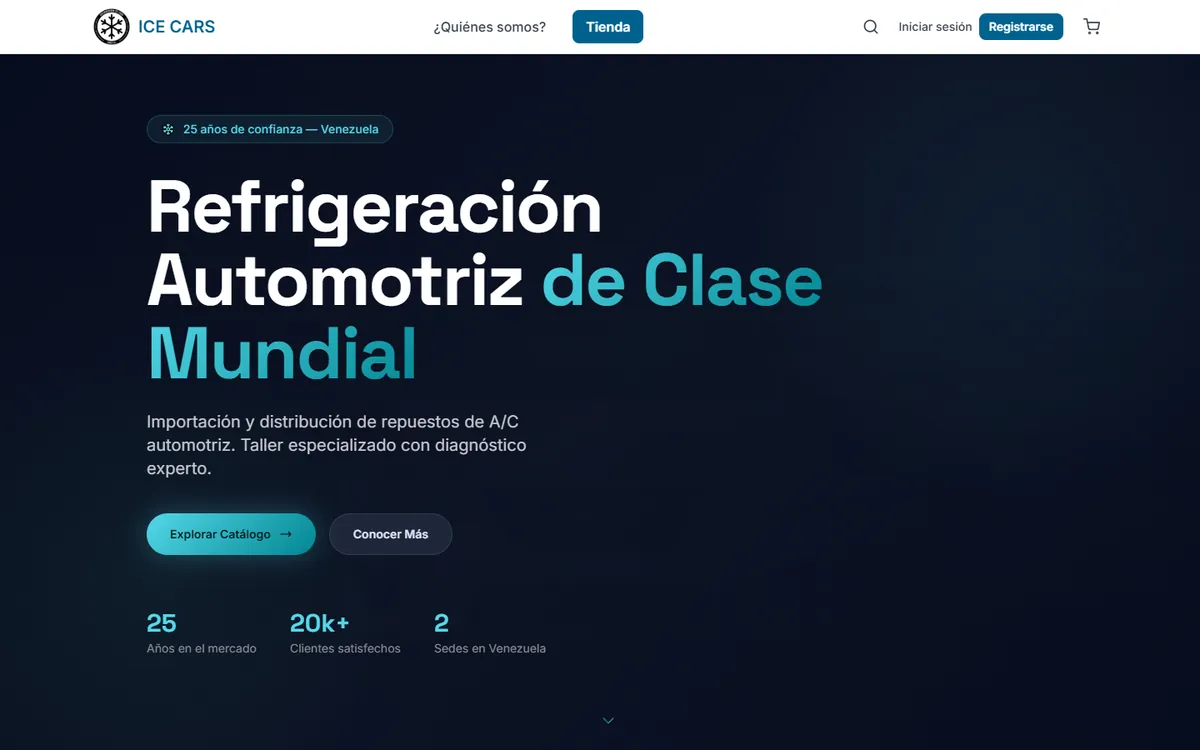 ICE CARS
¿Quiénes somos?
Tienda
Iniciar sesión
Registrarse
25 años de confianza — Venezuela
Refrigeración
Automotriz de Clase
Mundial
Importación y distribución de repuestos de A/C
automotriz. Taller especializado con diagnóstico
experto.
Explorar Catálogo →
Conocer Más
25
Años en el mercado
20k+
Clientes satisfechos
2
Sedes en Venezuela